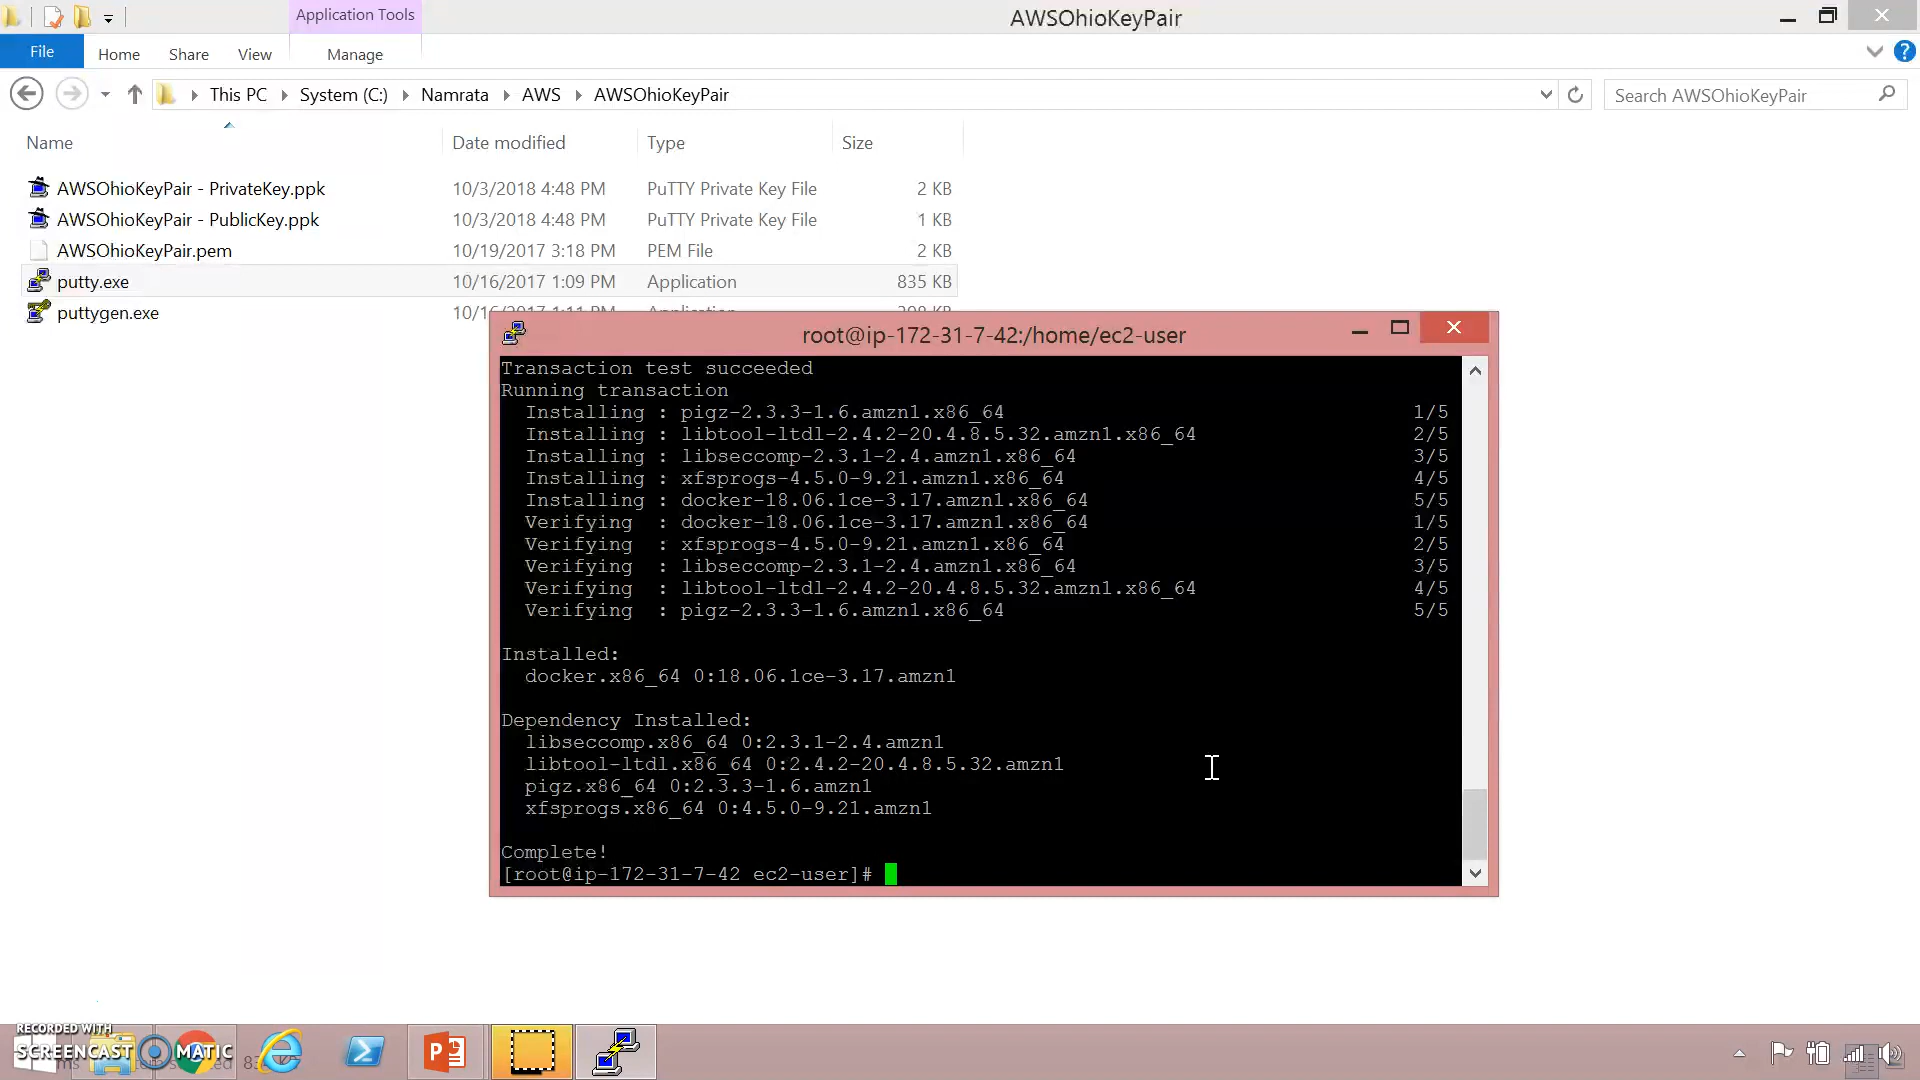 Application Tools
AWSOhioKeyPair
File
Home
Share
View
Manage
This PC
System (C:)
Namrata
AWS
AWSOhioKeyPair
Search AWSOhioKeyPair
Name
Date modified
Type
Size
AWSOhioKeyPair - PrivateKey.ppk 10/3/2018 4:48 PM PuTTY Private Key File 2 KB
AWSOhioKeyPair - PublicKey.ppk 10/3/2018 4:48 PM PuTTY Private Key File 1 KB
AWSOhioKeyPair.pem 10/19/2017 3:18 PM PEM File 2 KB
putty.exe 10/16/2017 1:09 PM Application 835 KB
puttygen.exe
root@ip-172-31-7-42:/home/ec2-user
Transaction test succeeded
Running transaction
Installing : pigz-2.3.3-1.6.amzn1.x86_64 1/5
Installing : libtool-ltdl-2.4.2-20.4.8.5.32.amzn1.x86_64 2/5
Installing : libseccomp-2.3.1-2.4.amzn1.x86_64 3/5
Installing : xfsprogs-4.5.0-9.21.amzn1.x86_64 4/5
Installing : docker-18.06.1ce-3.17.amzn1.x86_64 5/5
Verifying : docker-18.06.1ce-3.17.amzn1.x86_64 1/5
Verifying : xfsprogs-4.5.0-9.21.amzn1.x86_64 2/5
Verifying : libseccomp-2.3.1-2.4.amzn1.x86_64 3/5
Verifying : libtool-ltdl-2.4.2-20.4.8.5.32.amzn1.x86_64 4/5
Verifying : pigz-2.3.3-1.6.amzn1.x86_64 5/5
Installed:
docker.x86_64 0:18.06.1ce-3.17.amzn1
Dependency Installed:
libseccomp.x86_64 0:2.3.1-2.4.amzn1
libtool-ltdl.x86_64 0:2.4.2-20.4.8.5.32.amzn1
pigz.x86_64 0:2.3.3-1.6.amzn1
xfsprogs.x86_64 0:4.5.0-9.21.amzn1
Complete!
[root@ip-172-31-7-42 ec2-user]#
RECORDED WITH
SCREENCAST MATIC